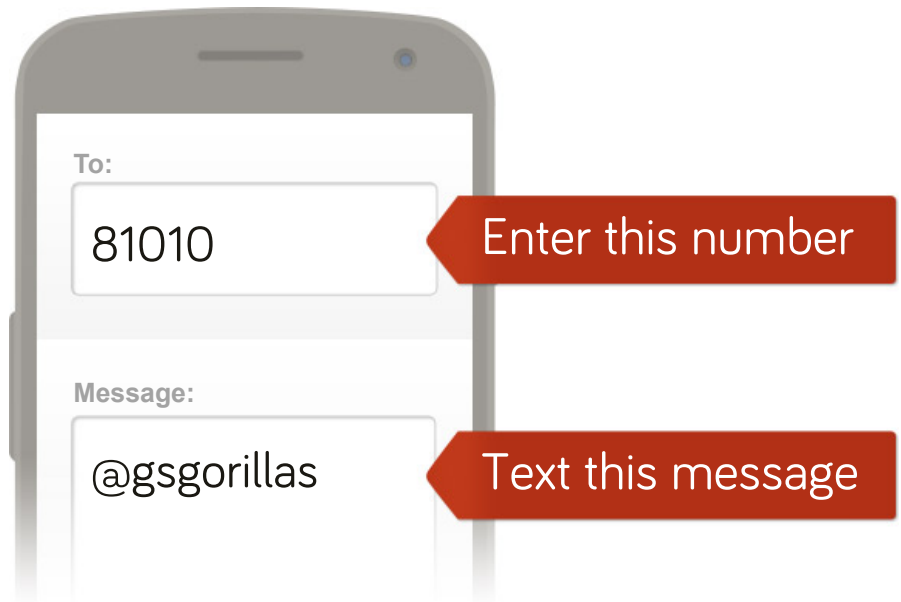 To:
81010
Enter this number
Message:
@gsgorillas
Text this message